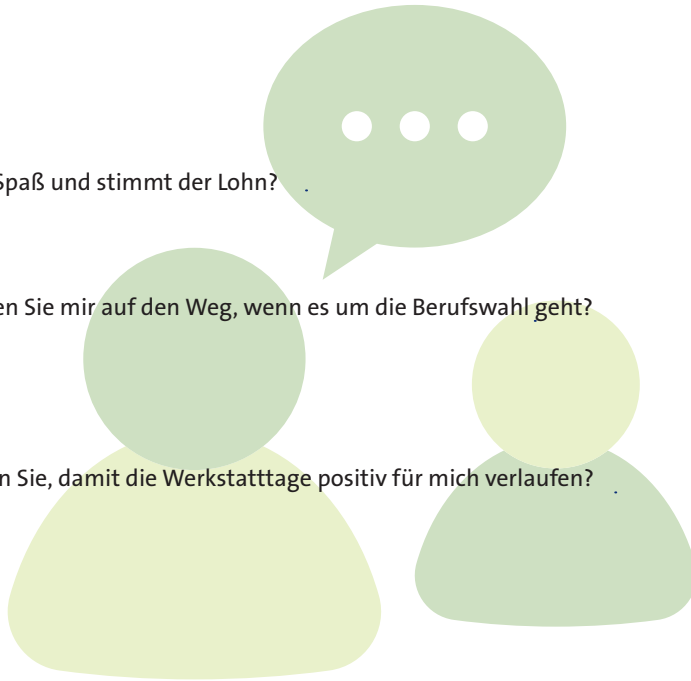 Spaß und stimmt der Lohn?
en Sie mir auf den Weg, wenn es um die Berufswahl geht?
n Sie, damit die Werkstatttage positiv für mich verlaufen?